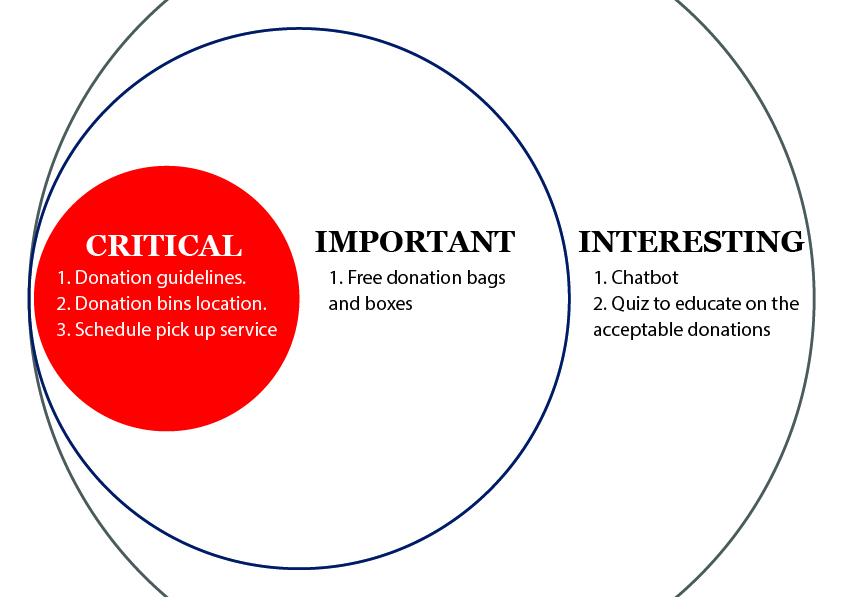 CRITICAL
1. Donation guidelines.
2. Donation bins location.
3. Schedule pick up service
IMPORTANT
1. Free donation bags
and boxes
INTERESTING
1. Chatbot
2. Quiz to educate on the
acceptable donations